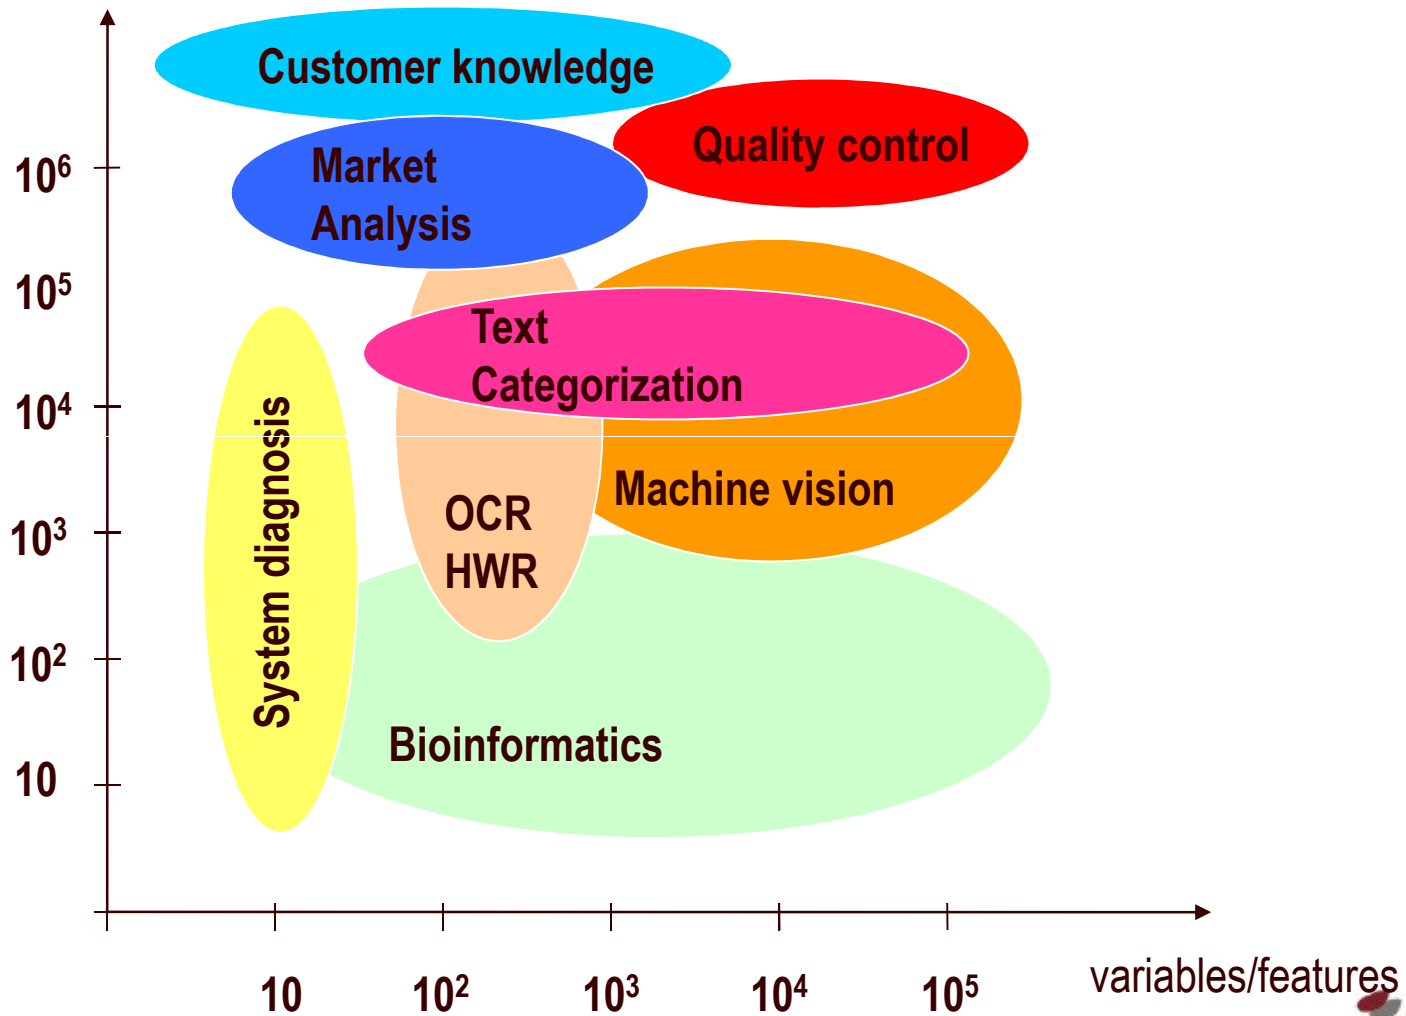 Customer knowledge
Quality control
Market
Analysis
10⁶
10⁵
Text
Categorization
10⁴
System diagnosis
Machine vision
OCR
HWR
10³
10²
Bioinformatics
10
10 10² 10³ 10⁴ 10⁵
variables/features